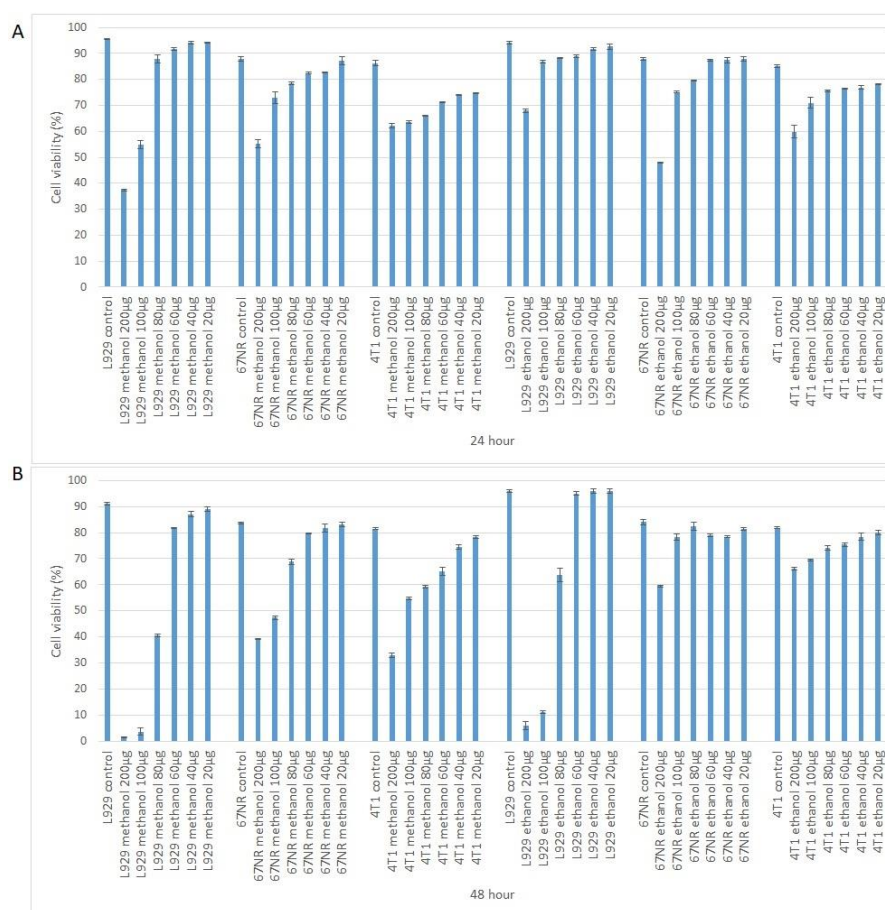 A
100
90
80
70
60
50
40
30
20
10
0
Cell viability (%)
L929 control
L929 methanol 200µg
L929 methanol 100µg
L929 methanol 80µg
L929 methanol 60µg
L929 methanol 40µg
L929 methanol 20µg
67NR control
67NR methanol 200µg
67NR methanol 100µg
67NR methanol 80µg
67NR methanol 60µg
67NR methanol 40µg
67NR methanol 20µg
4T1 control
4T1 methanol 200µg
4T1 methanol 100µg
4T1 methanol 80µg
4T1 methanol 60µg
4T1 methanol 40µg
4T1 methanol 20µg
L929 control
L929 ethanol 200µg
L929 ethanol 100µg
L929 ethanol 80µg
L929 ethanol 60µg
L929 ethanol 40µg
L929 ethanol 20µg
67NR control
67NR ethanol 200µg
67NR ethanol 100µg
67NR ethanol 80µg
67NR ethanol 60µg
67NR ethanol 40µg
67NR ethanol 20µg
4T1 control
4T1 ethanol 200µg
4T1 ethanol 100µg
4T1 ethanol 80µg
4T1 ethanol 60µg
4T1 ethanol 40µg
4T1 ethanol 20µg
24 hour
B
100
90
80
70
60
50
40
30
20
10
0
Cell viability (%)
L929 control
L929 methanol 200µg
L929 methanol 100µg
L929 methanol 80µg
L929 methanol 60µg
L929 methanol 40µg
L929 methanol 20µg
67NR control
67NR methanol 200µg
67NR methanol 100µg
67NR methanol 80µg
67NR methanol 60µg
67NR methanol 40µg
67NR methanol 20µg
4T1 control
4T1 methanol 200µg
4T1 methanol 100µg
4T1 methanol 80µg
4T1 methanol 60µg
4T1 methanol 40µg
4T1 methanol 20µg
L929 control
L929 ethanol 200µg
L929 ethanol 100µg
L929 ethanol 80µg
L929 ethanol 60µg
L929 ethanol 40µg
L929 ethanol 20µg
67NR control
67NR ethanol 200µg
67NR ethanol 100µg
67NR ethanol 80µg
67NR ethanol 60µg
67NR ethanol 40µg
67NR ethanol 20µg
4T1 control
4T1 ethanol 200µg
4T1 ethanol 100µg
4T1 ethanol 80µg
4T1 ethanol 60µg
4T1 ethanol 40µg
4T1 ethanol 20µg
48 hour